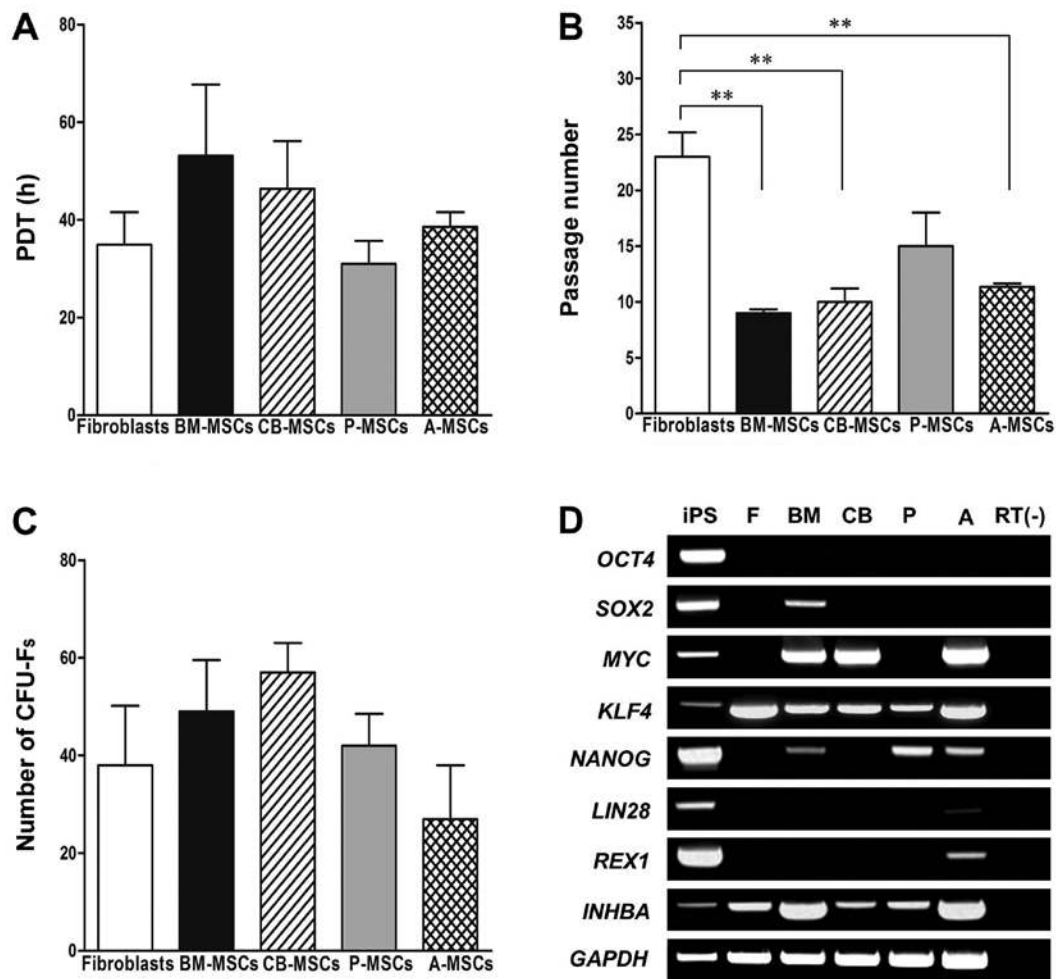 A
PDT (h)
80
60
40
20
0
Fibroblasts BM-MSCs CB-MSCs P-MSCs A-MSCs
B
Passage number
35
30
25
20
15
10
5
0
**
**
**
Fibroblasts BM-MSCs CB-MSCs P-MSCs A-MSCs
C
Number of CFU-Fs
80
60
40
20
0
Fibroblasts BM-MSCs CB-MSCs P-MSCs A-MSCs
D
iPS F BM CB P A RT(-)
OCT4
SOX2
MYC
KLF4
NANOG
LIN28
REX1
INHBA
GAPDH